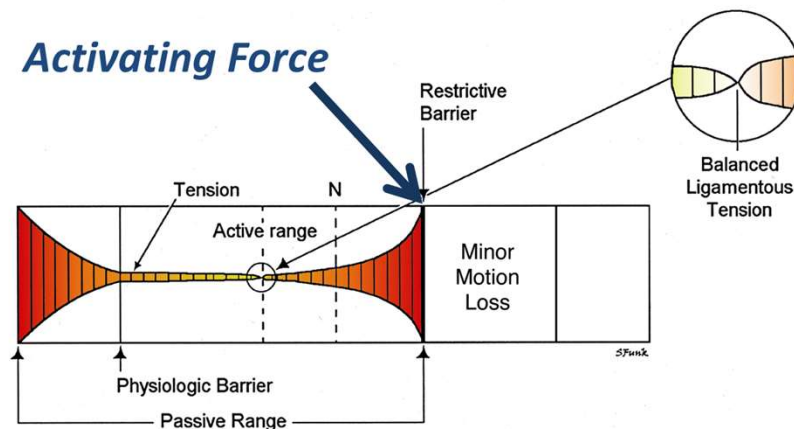 Activating Force
Restrictive
Barrier
Balanced
Ligamentous
Tension
Tension
N
Active range
Minor
Motion
Loss
SFunk
Physiologic Barrier
Passive Range